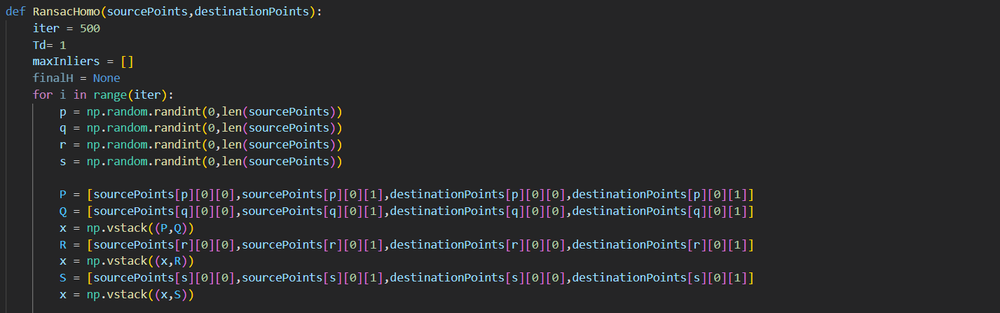 def RansacHomo(sourcePoints,destinationPoints):
    iter = 500
    Td= 1
    maxInliers = []
    finalH = None
    for i in range(iter):
        p = np.random.randint(0,len(sourcePoints))
        q = np.random.randint(0,len(sourcePoints))
        r = np.random.randint(0,len(sourcePoints))
        s = np.random.randint(0,len(sourcePoints))

        P = [sourcePoints[p][0][0],sourcePoints[p][0][1],destinationPoints[p][0][0],destinationPoints[p][0][1]]
        Q = [sourcePoints[q][0][0],sourcePoints[q][0][1],destinationPoints[q][0][0],destinationPoints[q][0][1]]
        x = np.vstack((P,Q))
        R = [sourcePoints[r][0][0],sourcePoints[r][0][1],destinationPoints[r][0][0],destinationPoints[r][0][1]]
        x = np.vstack((x,R))
        S = [sourcePoints[s][0][0],sourcePoints[s][0][1],destinationPoints[s][0][0],destinationPoints[s][0][1]]
        x = np.vstack((x,S))